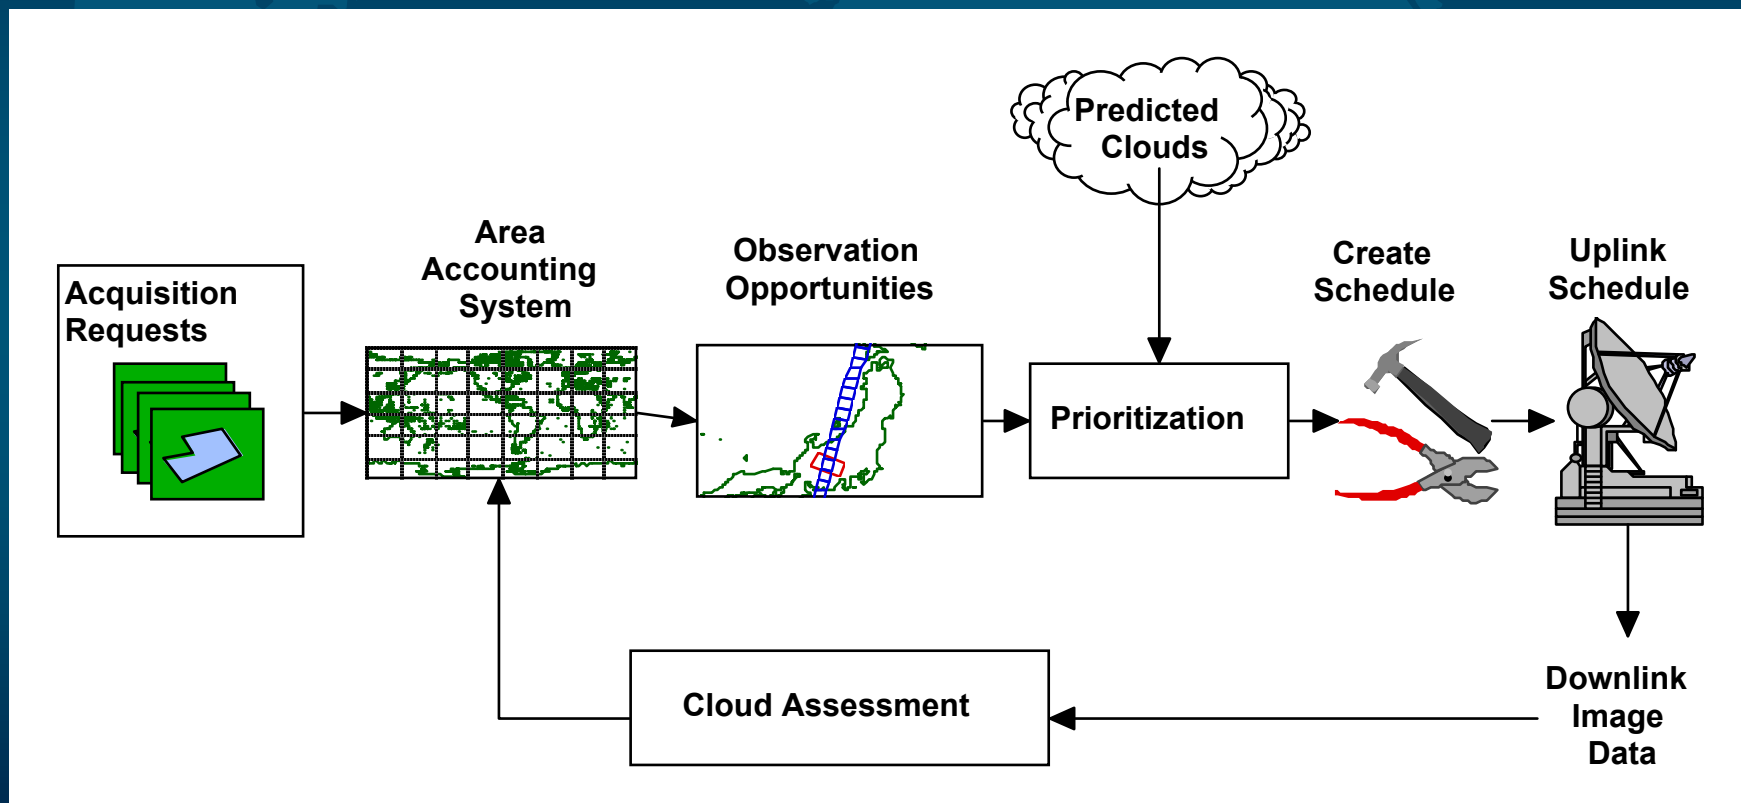 Predicted
Clouds
Area
Accounting
System
Observation
Opportunities
Create
Schedule
Uplink
Schedule
Acquisition
Requests
Prioritization
Cloud Assessment
Downlink
Image
Data